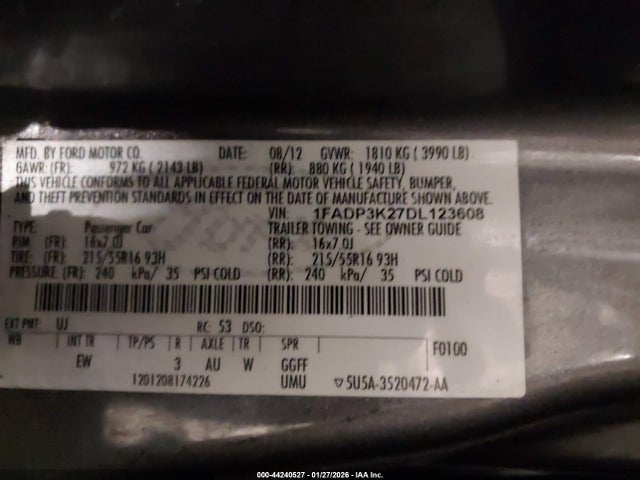 MFD. BY FORD MOTOR CO. DATE: 08/12 GVWR: 1810 KG ( 3990 LB)
GAWR: (FR): 972 KG ( 2143 LB) (RR): 880 KG ( 1940 LB)
THIS VEHICLE CONFORMS TO ALL APPLICABLE FEDERAL MOTOR VEHICLE SAFETY, BUMPER,
AND THEFT PREVENTION STANDARDS IN EFFECT ON THE DATE OF MANUFACTURE SHOWN ABOVE.
VIN: 1FADP3K27DL123608
TYPE: Passenger Car TRAILER TOWING - SEE OWNER GUIDE
RIM (FR): 16x7.0J (RR): 16x7.0J
TIRE: (FR): 215/55R16 93H (RR): 215/55R16 93H
PRESSURE: (FR): 240 kPa/ 35 PSI COLD (RR): 240 kPa/ 35 PSI COLD
EXT PNT: UJ RC: 53 DSO:
WB INT TR TP/PS R AXLE TR SPR F0100
EW 3 AU W GGFF
1201208174226 UMU ▽5U5A-3520472-AA
000-44240527 - 01/27/2026 - IAA Inc.